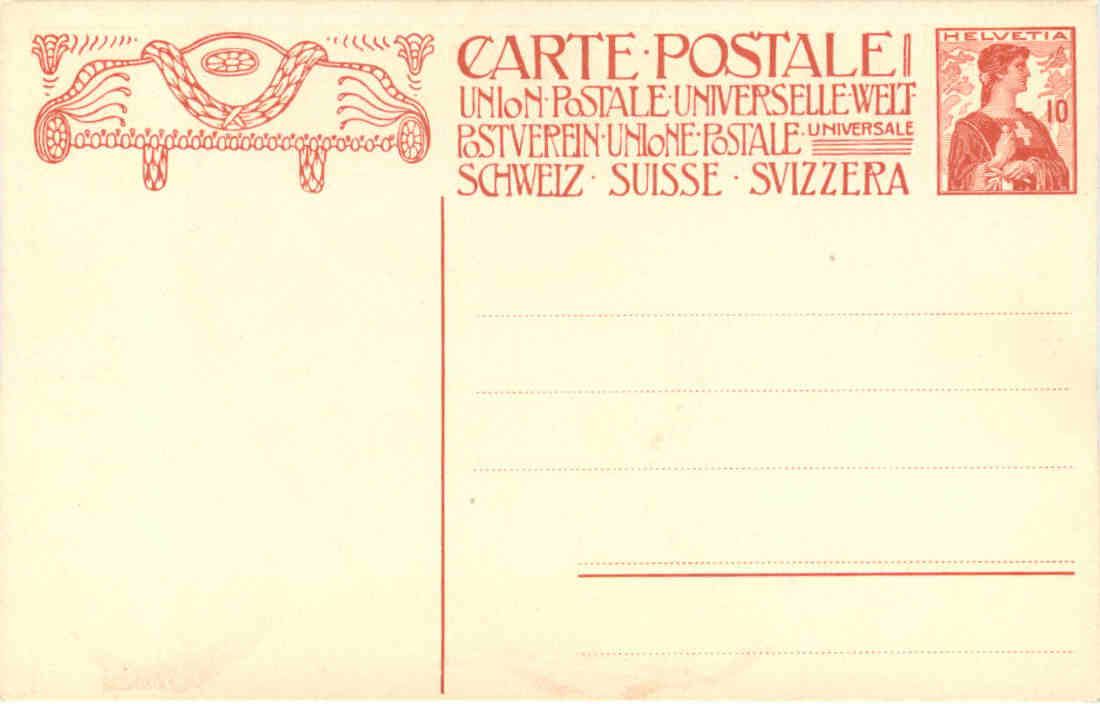 CARTE · POSTALE
UNION · POSTALE · UNIVERSELLE · WELT-
POSTVEREIN · UNIONE · POSTALE UNIVERSALE
SCHWEIZ · SUISSE · SVIZZERA
HELVETIA
10